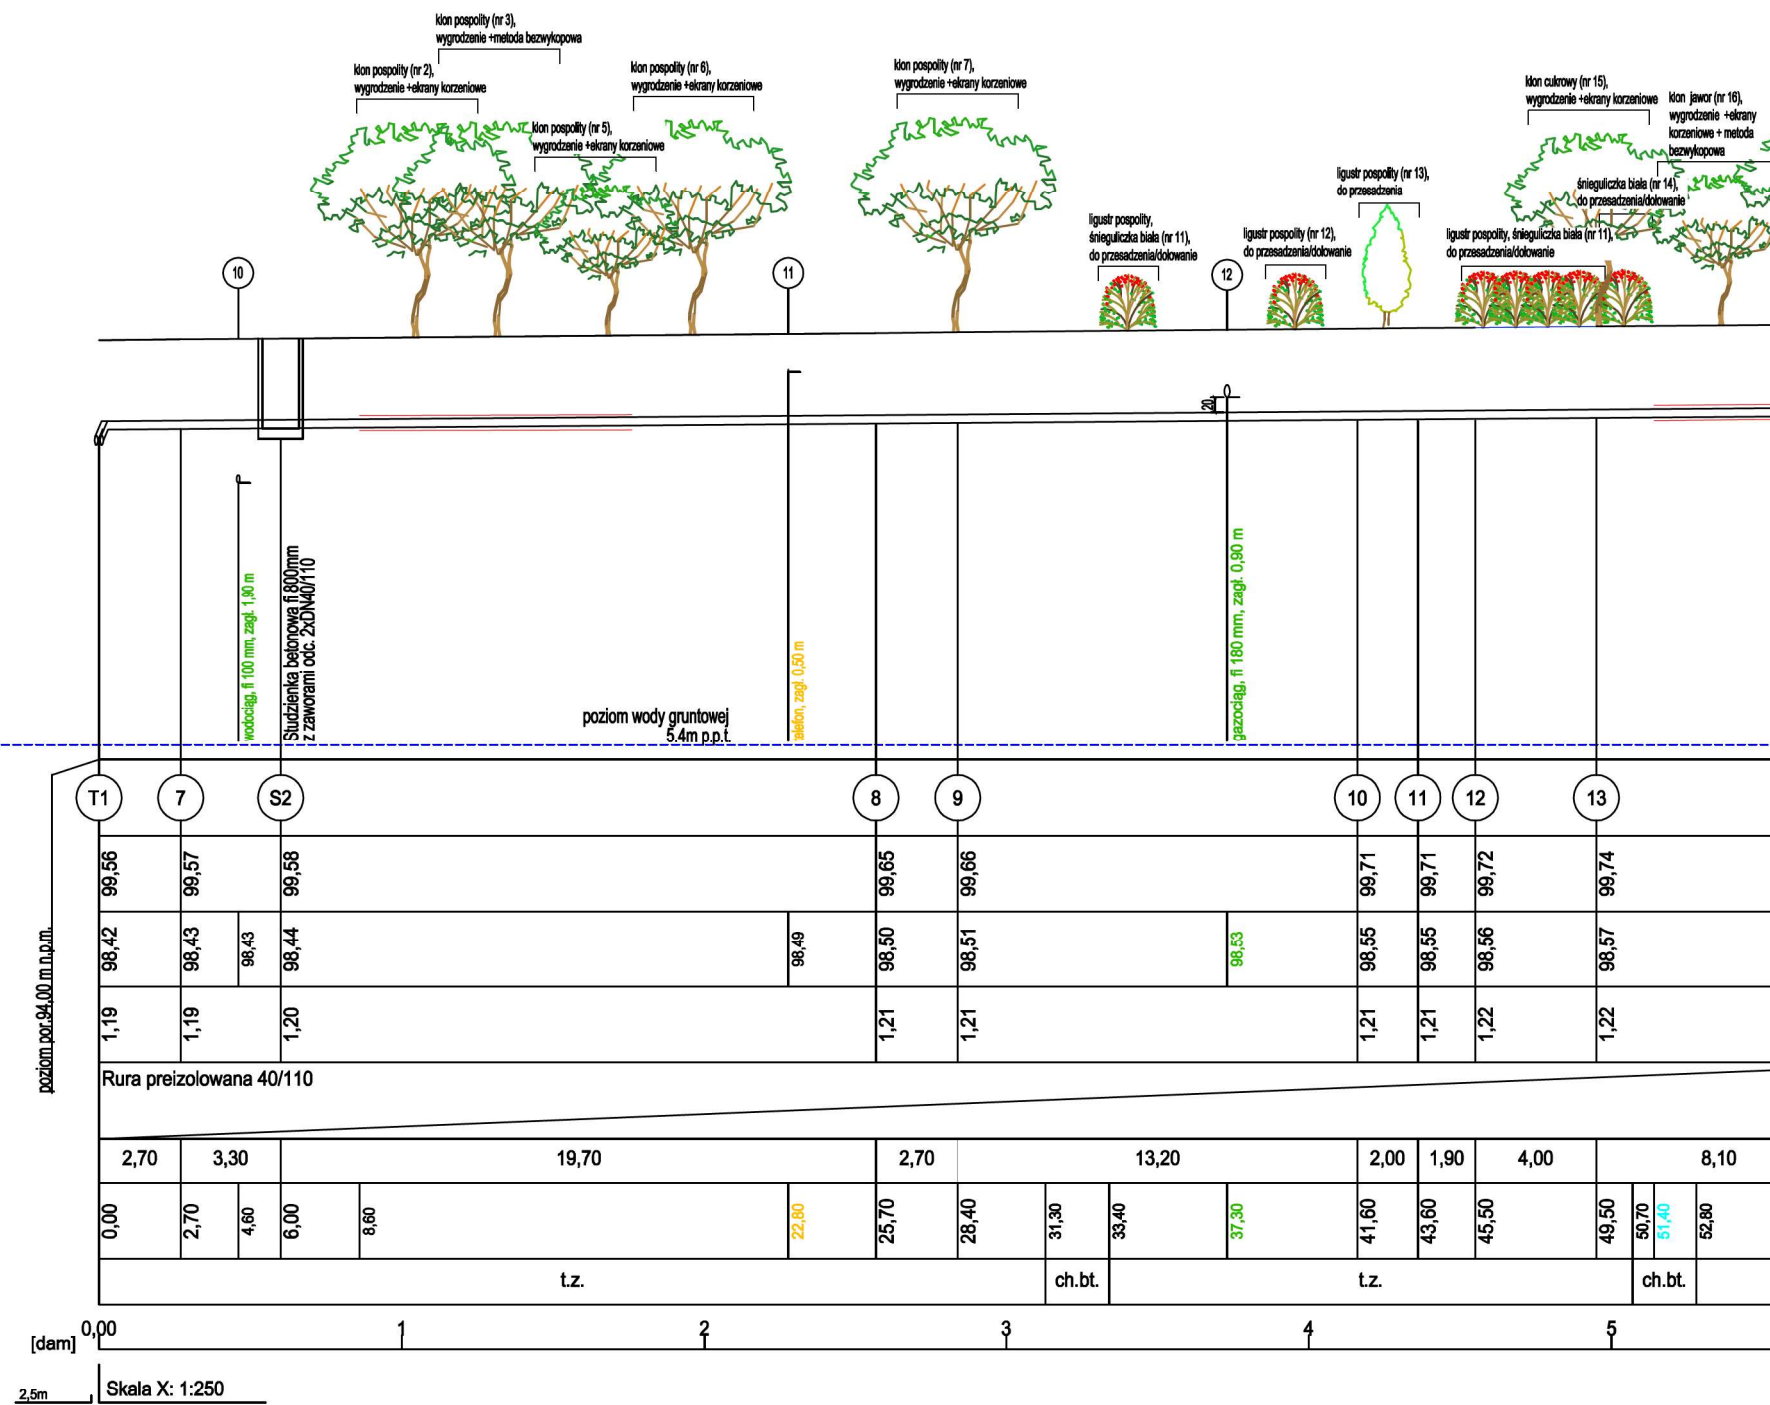 klon pospolity (nr 3),
wygrodzenie +metoda bezwykopowa
klon pospolity (nr 2),
wygrodzenie +ekrany korzeniowe
klon pospolity (nr 6),
wygrodzenie +ekrany korzeniowe
klon pospolity (nr 7),
wygrodzenie +ekrany korzeniowe
klon cukrowy (nr 15),
wygrodzenie +ekrany korzeniowe
klon jawor (nr 16),
wygrodzenie +ekrany
korzeniowe + metoda
bezwykopowa
klon pospolity (nr 5),
wygrodzenie +ekrany korzeniowe
ligustr pospolity (nr 13),
do przesadzenia
śnieguliczka biała (nr 14),
do przesadzenia/dołowanie
ligustr pospolity,
śnieguliczka biała (nr 11),
do przesadzenia/dołowanie
ligustr pospolity (nr 12),
do przesadzenia/dołowanie
ligustr pospolity, śnieguliczka biała (nr 11),
do przesadzenia/dołowanie
10
11
12
20
wodociąg, fi 100 mm, zagł. 1,90 m
Studzienka betonowa fi 800mm
z zaworami odc. 2xDN40/110
telefon, zagł. 0,50 m
gazociąg, fi 180 mm, zagł. 0,90 m
poziom wody gruntowej
5.4m p.p.t.
T1 7 S2 8 9 10 11 12 13
99,56 99,57 99,58 99,65 99,66 99,71 99,71 99,72 99,74
98,42 98,43 98,43 98,44 98,49 98,50 98,51 98,53 98,55 98,55 98,56 98,57
1,19 1,19 1,20 1,21 1,21 1,21 1,21 1,22 1,22
poziom por.94,00 m n.p.m.
Rura preizolowana 40/110
2,70 3,30 19,70 2,70 13,20 2,00 1,90 4,00 8,10
0,00 2,70 4,60 6,00 8,60 22,80 25,70 28,40 31,30 33,40 37,30 41,60 43,60 45,50 49,50 50,70 51,40 52,80
t.z. ch.bt. t.z. ch.bt.
[dam] 0,00 1 2 3 4 5
2,5m Skala X: 1:250